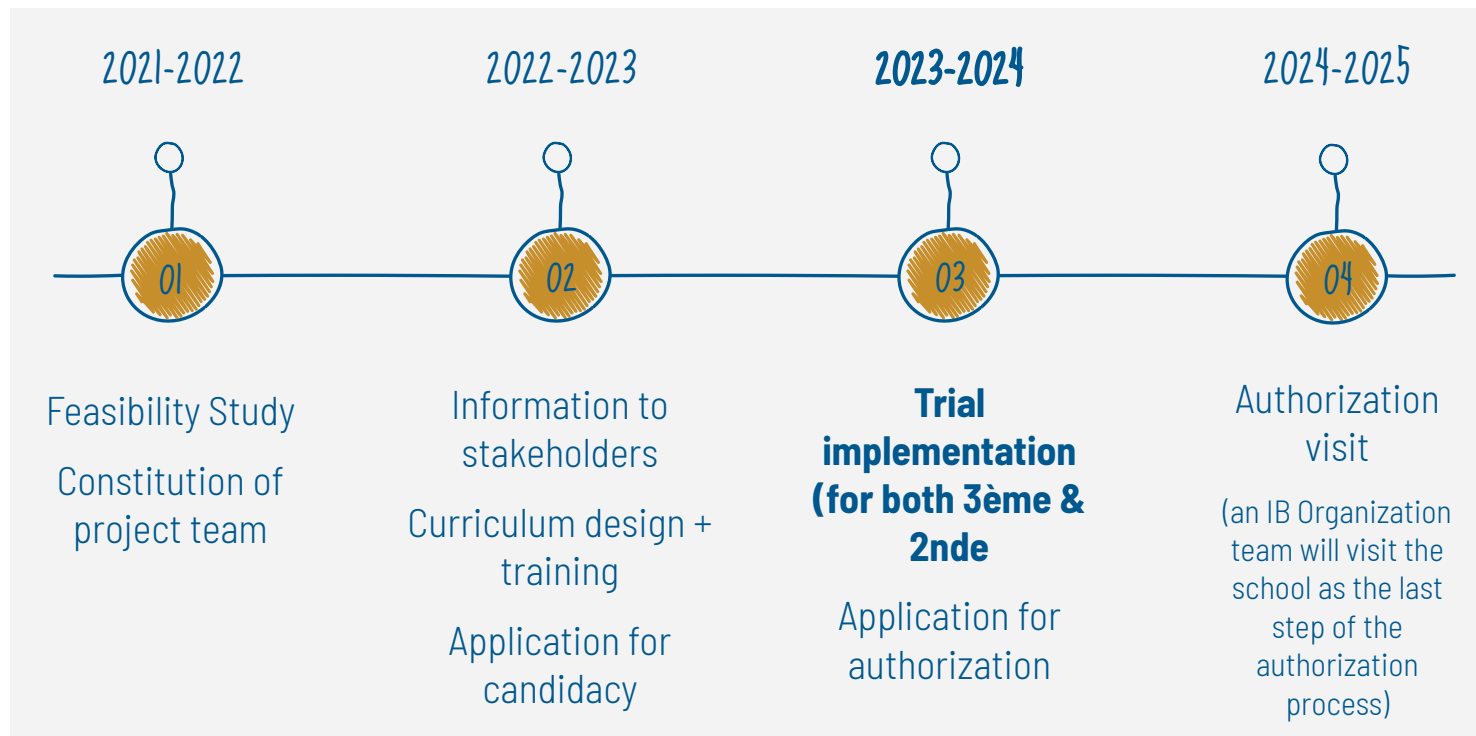 2021-2022
2022-2023
2023-2024
2024-2025
01
02
03
04
Feasibility Study
Constitution of
project team
Information to
stakeholders
Curriculum design +
training
Application for
candidacy
Trial
implementation
(for both 3ème &
2nde
Application for
authorization
Authorization
visit
(an IB Organization
team will visit the
school as the last
step of the
authorization
process)